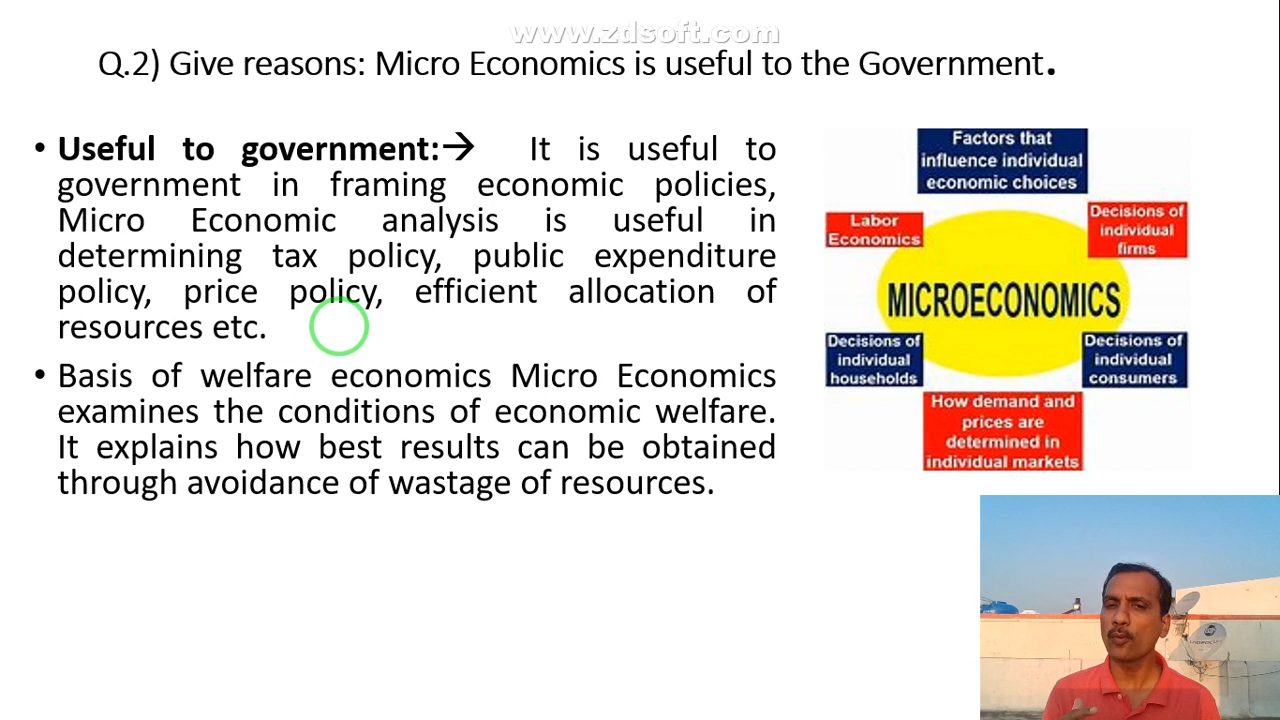 www.zdsoft.com
Q.2) Give reasons: Micro Economics is useful to the Government.
• Useful to government:→ It is useful to
government in framing economic policies,
Micro Economic analysis is useful in
determining tax policy, public expenditure
policy, price policy, efficient allocation of
resources etc.
• Basis of welfare economics Micro Economics
examines the conditions of economic welfare.
It explains how best results can be obtained
through avoidance of wastage of resources.
Factors that
influence individual
economic choices
Labor
Economics
Decisions of
individual
firms
MICROECONOMICS
Decisions of
individual
households
Decisions of
individual
consumers
How demand and
prices are
determined in
individual markets